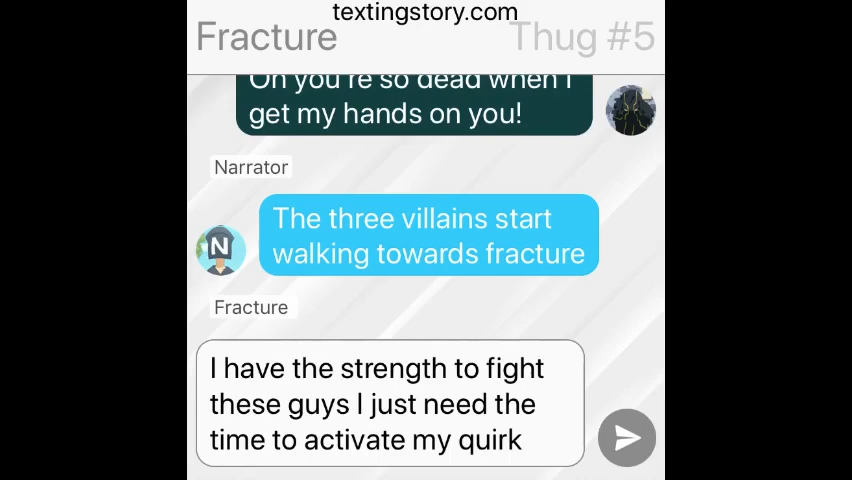 textingstory.com
Fracture Thug #5
Oh you're so dead when I
get my hands on you!
Narrator
N
The three villains start
walking towards fracture
Fracture
I have the strength to fight
these guys I just need the
time to activate my quirk